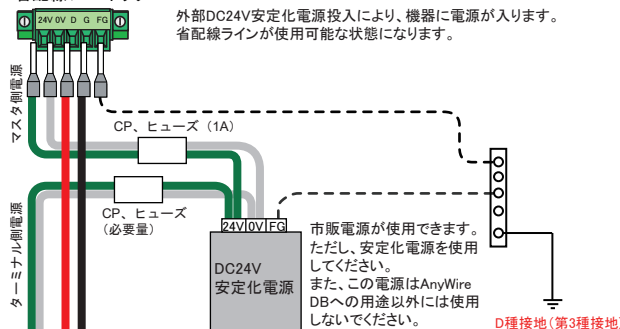 24V 0V D G FG
外部DC24V安定化電源投入により、機器に電源が入ります。
省配線ラインが使用可能な状態になります。
マスタ側電源
CP、ヒューズ（1A）
CP、ヒューズ
（必要量）
ターミナル側電源
24V 0V FG
DC24V
安定化電源
市販電源が使用できます。
ただし、安定化電源を使用
してください。
また、この電源はAnyWire
DBへの用途以外には使用
しないでください。
D種接地（第3種接地）